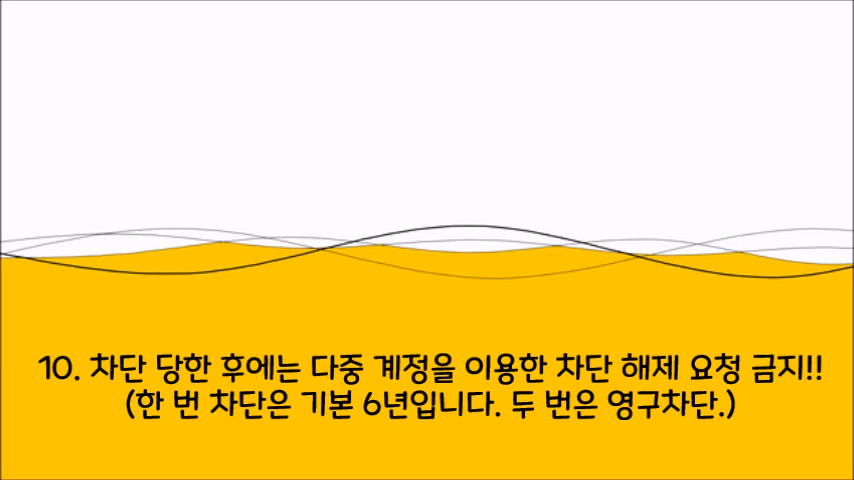 10. 차단 당한 후에는 다중 계정을 이용한 차단 해제 요청 금지!!
(한 번 차단은 기본 6년입니다. 두 번은 영구차단.)